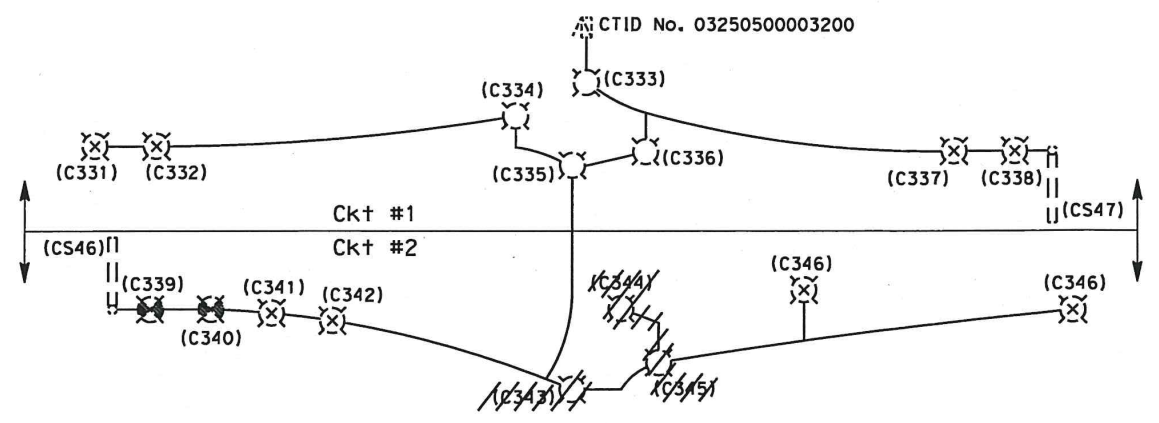 CTID No. 03250500003200
(C333)
(C334)
(C331)
(C332)
(C335)
(C336)
(C337)
(C338)
(CS47)
Ckt #1
Ckt #2
(CS46)
(C339)
(C340)
(C341)
(C342)
(C343)
(C344)
(C345)
(C346)
(C346)